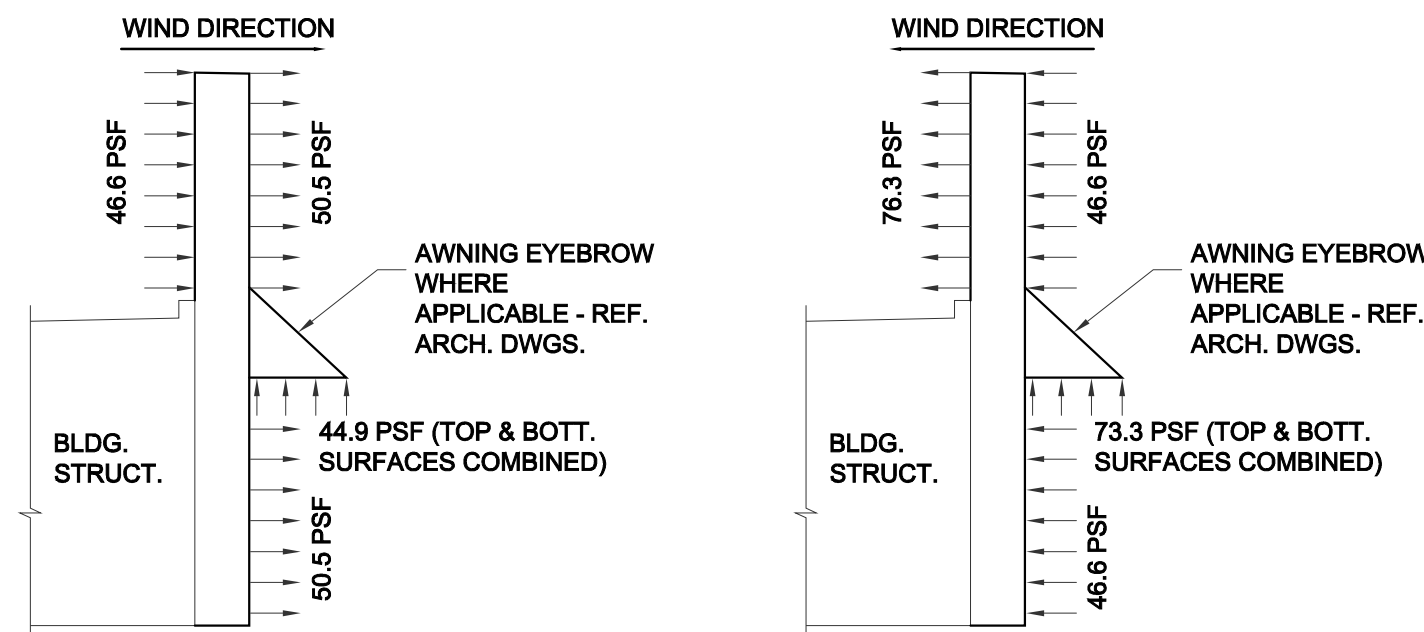 WIND DIRECTION
46.6 PSF
50.5 PSF
AWNING EYEBROW
WHERE
APPLICABLE - REF.
ARCH. DWGS.
BLDG.
STRUCT.
44.9 PSF (TOP & BOTT.
SURFACES COMBINED)
50.5 PSF
WIND DIRECTION
76.3 PSF
46.6 PSF
AWNING EYEBROW
WHERE
APPLICABLE - REF.
ARCH. DWGS.
BLDG.
STRUCT.
73.3 PSF (TOP & BOTT.
SURFACES COMBINED)
46.6 PSF